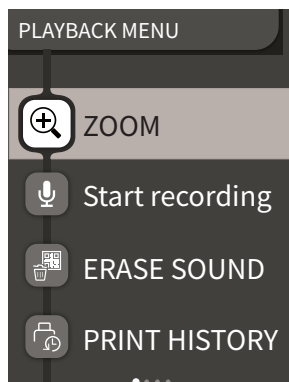 PLAYBACK MENU
ZOOM
Start recording
ERASE SOUND
PRINT HISTORY